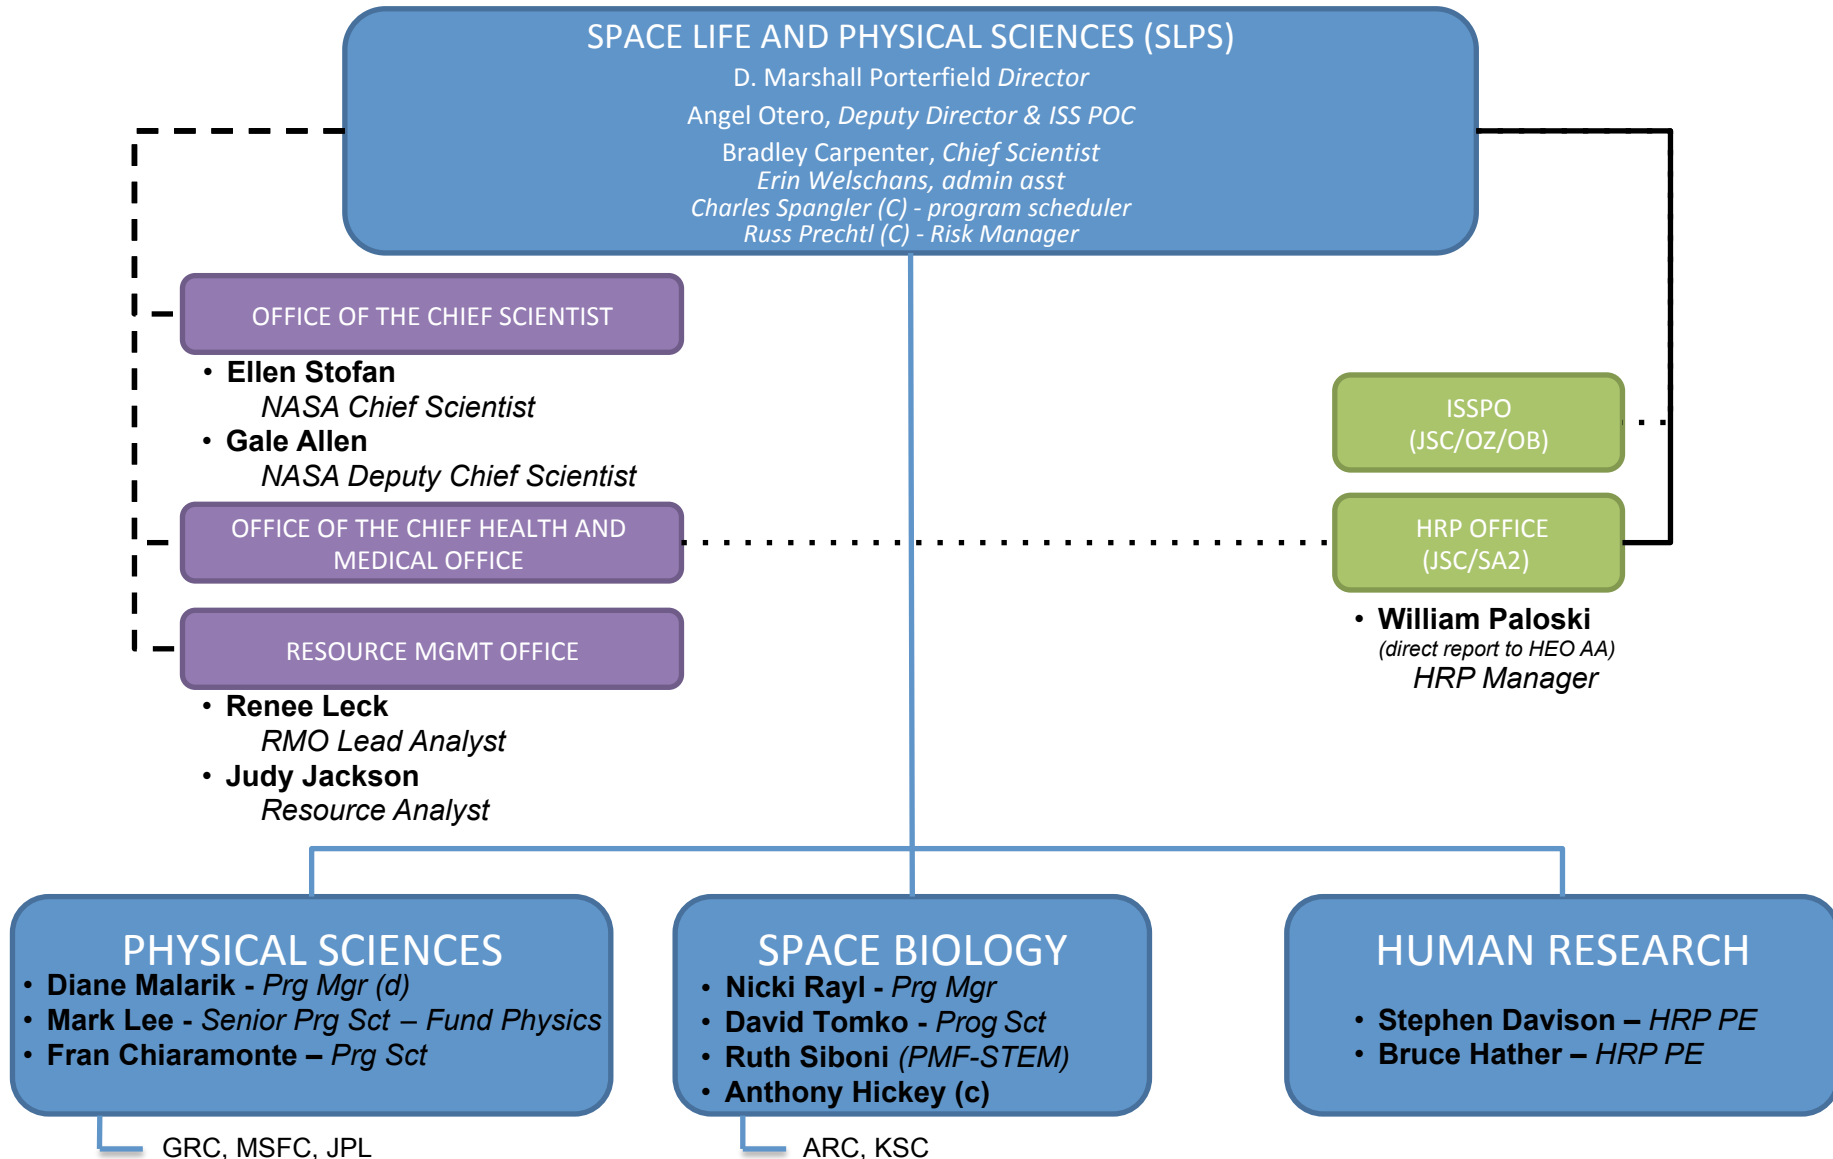 SPACE LIFE AND PHYSICAL SCIENCES (SLPS)
D. Marshall Porterfield Director
Angel Otero, Deputy Director & ISS POC
Bradley Carpenter, Chief Scientist
Erin Welschans, admin asst
Charles Spangler (C) - program scheduler
Russ Prechtl (C) - Risk Manager
OFFICE OF THE CHIEF SCIENTIST
• Ellen Stofan
NASA Chief Scientist
• Gale Allen
NASA Deputy Chief Scientist
OFFICE OF THE CHIEF HEALTH AND
MEDICAL OFFICE
RESOURCE MGMT OFFICE
• Renee Leck
RMO Lead Analyst
• Judy Jackson
Resource Analyst
ISSPO
(JSC/OZ/OB)
HRP OFFICE
(JSC/SA2)
• William Paloski
(direct report to HEO AA)
HRP Manager
PHYSICAL SCIENCES
• Diane Malarik - Prg Mgr (d)
• Mark Lee - Senior Prg Sct – Fund Physics
• Fran Chiaramonte – Prg Sct
GRC, MSFC, JPL
SPACE BIOLOGY
• Nicki Rayl - Prg Mgr
• David Tomko - Prog Sct
• Ruth Siboni (PMF-STEM)
• Anthony Hickey (c)
ARC, KSC
HUMAN RESEARCH
• Stephen Davison – HRP PE
• Bruce Hather – HRP PE